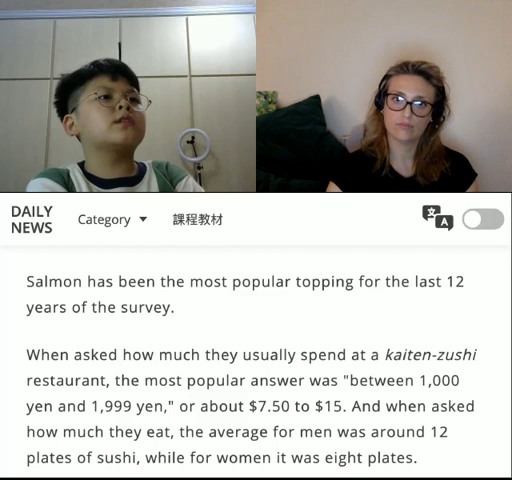 DAILY
NEWS
Category
課程教材
文
A
Salmon has been the most popular topping for the last 12
years of the survey.
When asked how much they usually spend at a kaiten-zushi
restaurant, the most popular answer was "between 1,000
yen and 1,999 yen," or about $7.50 to $15. And when asked
how much they eat, the average for men was around 12
plates of sushi, while for women it was eight plates.